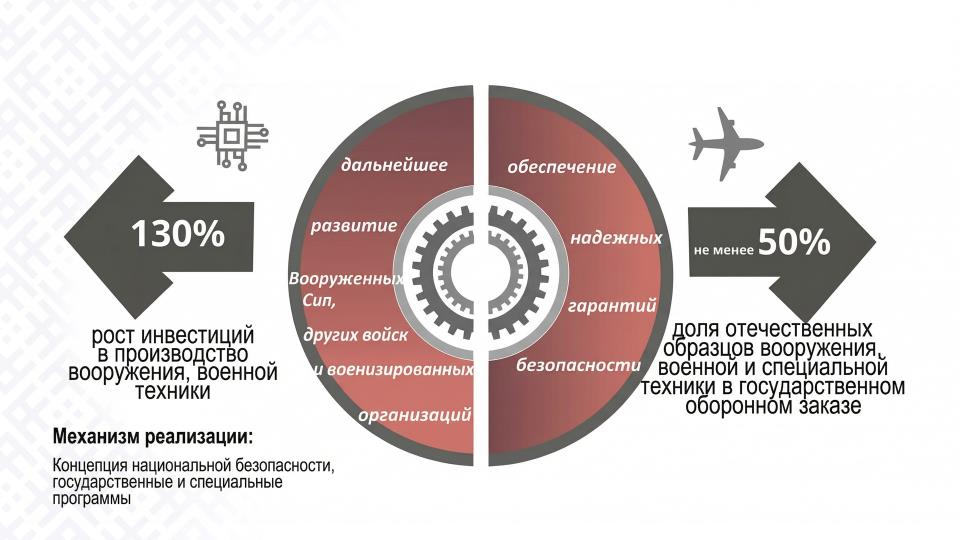 дальнейшее
развитие
Вооруженных
Сип,
других войск
и военизированных
организаций
обеспечение
надежных
гарантий
безопасности
130%
рост инвестиций
в производство
вооружения, военной
техники
не менее 50%
доля отечественных
образцов вооружения,
военной и специальной
техники в государственном
оборонном заказе
Механизм реализации:
Концепция национальной безопасности,
государственные и специальные
программы